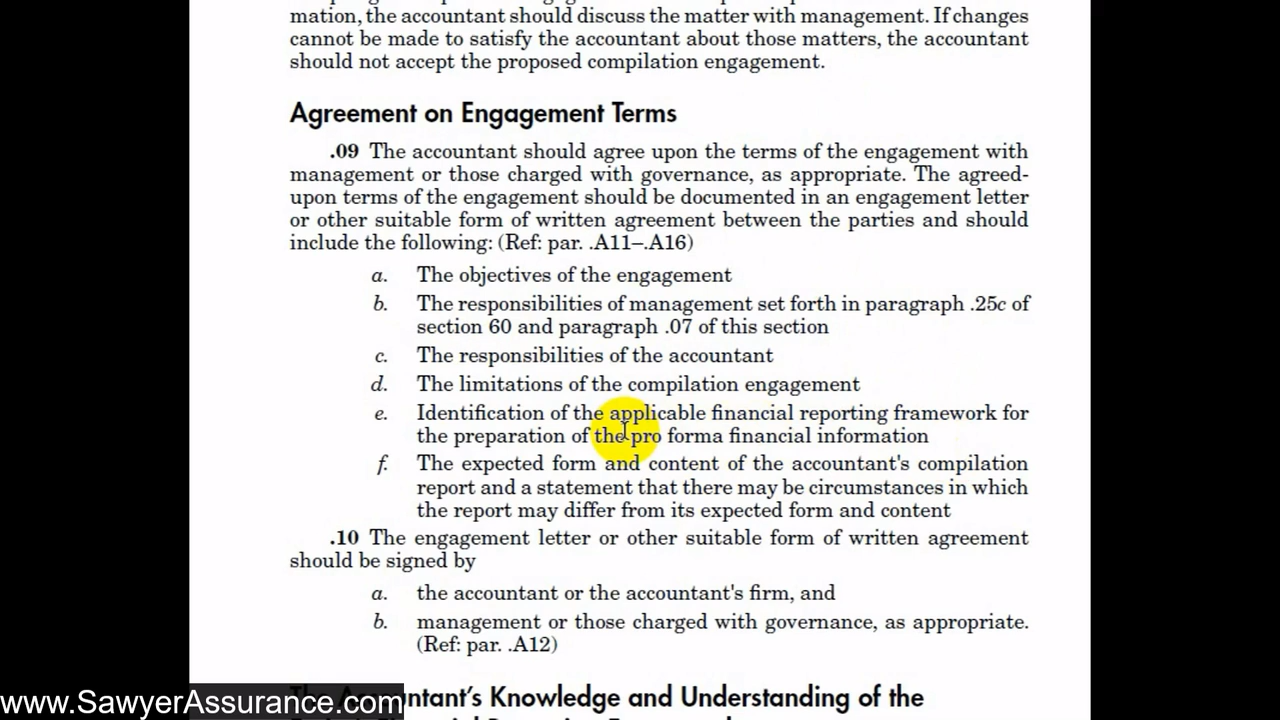 mation, the accountant should discuss the matter with management. If changes
cannot be made to satisfy the accountant about those matters, the accountant
should not accept the proposed compilation engagement.
Agreement on Engagement Terms
.09 The accountant should agree upon the terms of the engagement with
management or those charged with governance, as appropriate. The agreed-
upon terms of the engagement should be documented in an engagement letter
or other suitable form of written agreement between the parties and should
include the following: (Ref: par. .A11–.A16)
a. The objectives of the engagement
b. The responsibilities of management set forth in paragraph .25c of
section 60 and paragraph .07 of this section
c. The responsibilities of the accountant
d. The limitations of the compilation engagement
e. Identification of the applicable financial reporting framework for
the preparation of the pro forma financial information
f. The expected form and content of the accountant's compilation
report and a statement that there may be circumstances in which
the report may differ from its expected form and content
.10 The engagement letter or other suitable form of written agreement
should be signed by
a. the accountant or the accountant's firm, and
b. management or those charged with governance, as appropriate.
(Ref: par. .A12)
The Accountant's Knowledge and Understanding of the
www.SawyerAssurance.com